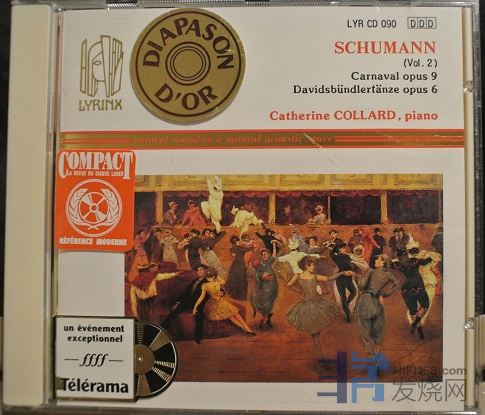 LYR CD 090 DDD
LYRINX
DIAPASON
D'OR
SCHUMANN
(Vol. 2)
Carnaval opus 9
Davidsbündlertänze opus 6
Catherine COLLARD, piano
natural sound in a natural acoustic space
COMPACT
LA REVUE DU DISQUE LASER
RÉFÉRENCE MODERNE
un événement
exceptionnel
ffff
Télérama
HIFI168.com
发烧网